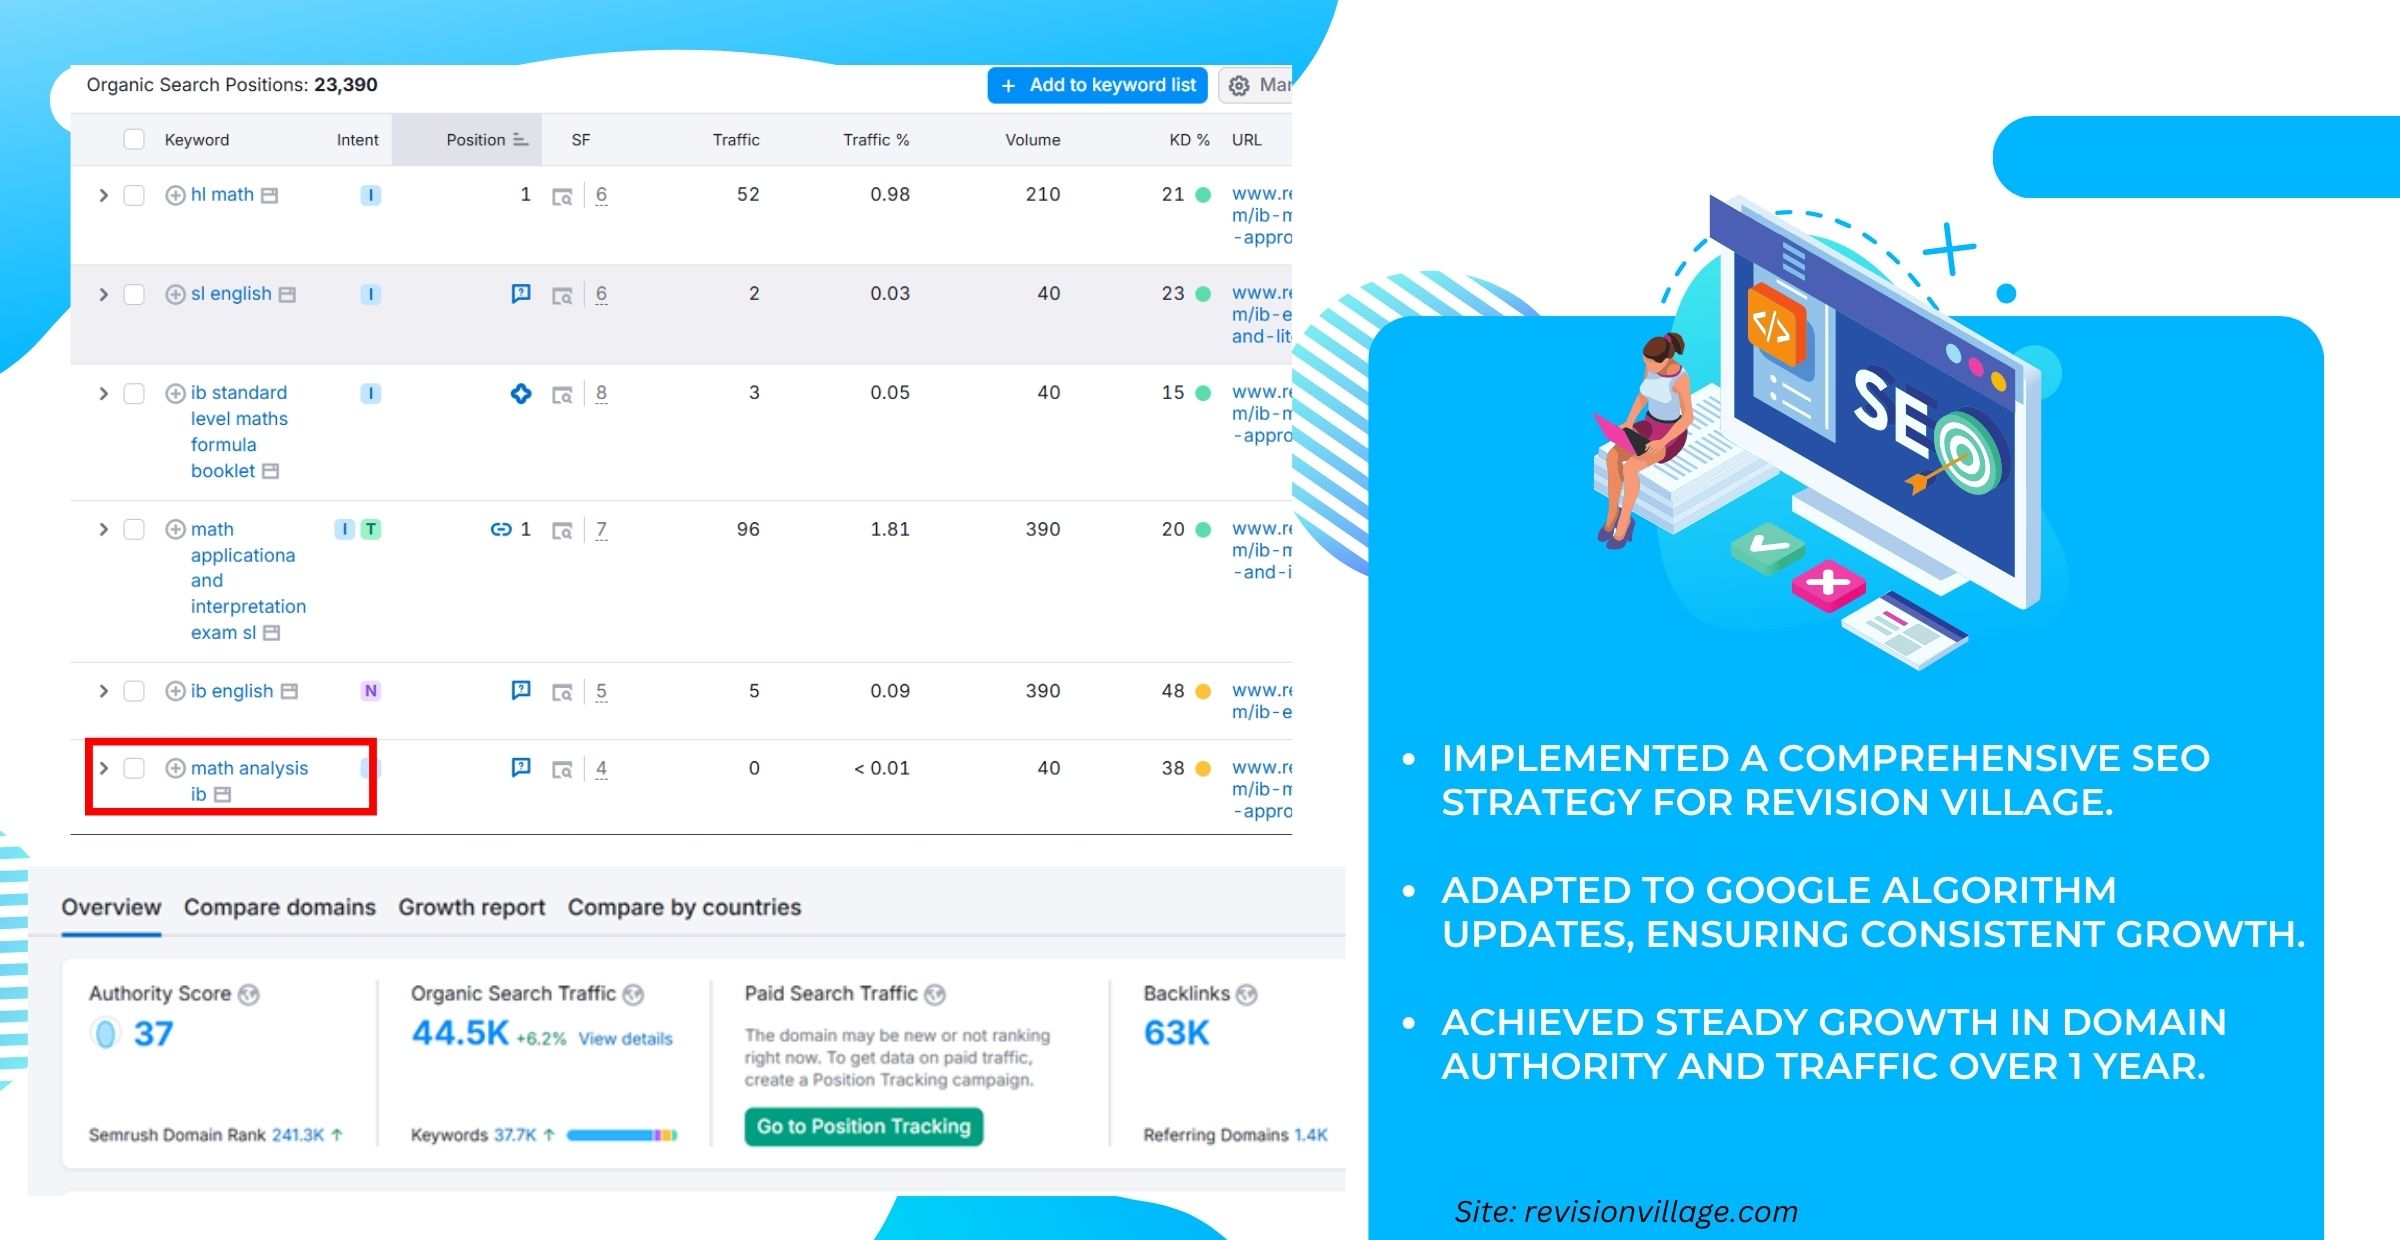 Organic Search Positions: 23,390
+ Add to keyword list
Keyword Intent Position SF Traffic Traffic % Volume KD % URL
hl math I 1 6 52 0.98 210 21 www.re
m/ib-m
-appro
sl english I 6 2 0.03 40 23 www.re
m/ib-e
and-lit
ib standard I 8 3 0.05 40 15 www.re
level maths m/ib-m
formula -appro
booklet
math I T 1 7 96 1.81 390 20 www.re
applicationa m/ib-m
and -and-i
interpretation
exam sl
ib english N 5 5 0.09 390 48 www.re
m/ib-e
math analysis 4 0 < 0.01 40 38 www.re
ib m/ib-m
-appro
Overview Compare domains Growth report Compare by countries
Authority Score Organic Search Traffic Paid Search Traffic Backlinks
37 44.5K +6.2% View details The domain may be new or not ranking 63K
right now. To get data on paid traffic,
create a Position Tracking campaign.
Go to Position Tracking
Semrush Domain Rank 241.3K ↑ Keywords 37.7K ↑ Referring Domains 1.4K
</> SEO
• IMPLEMENTED A COMPREHENSIVE SEO
STRATEGY FOR REVISION VILLAGE.
• ADAPTED TO GOOGLE ALGORITHM
UPDATES, ENSURING CONSISTENT GROWTH.
• ACHIEVED STEADY GROWTH IN DOMAIN
AUTHORITY AND TRAFFIC OVER 1 YEAR.
Site: revisionvillage.com